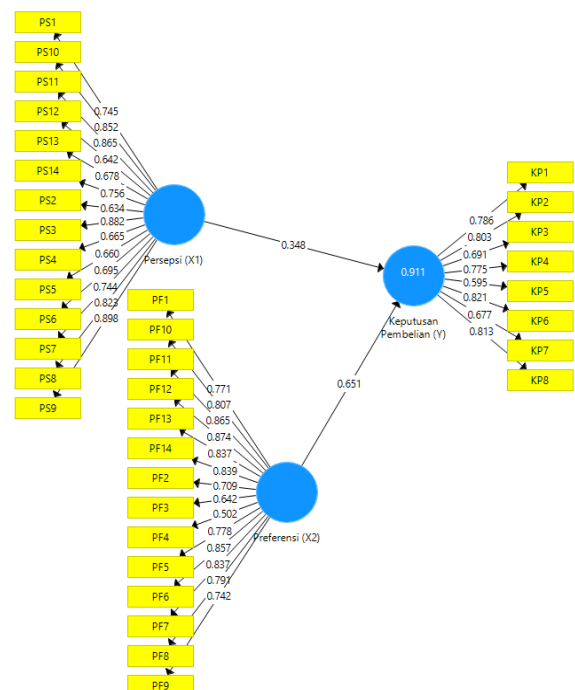 PS1
PS10
PS11
PS12
PS13
PS14
PS2
PS3
PS4
PS5
PS6
PS7
PS8
PS9
0.745
0.852
0.865
0.642
0.678
0.756
0.634
0.882
0.665
0.660
0.695
0.744
0.823
0.898
Persepsi (X1)
0.348
PF1
PF10
PF11
PF12
PF13
PF14
PF2
PF3
PF4
PF5
PF6
PF7
PF8
PF9
0.771
0.807
0.865
0.874
0.837
0.839
0.709
0.642
0.502
0.778
0.857
0.837
0.791
0.742
Preferensi (X2)
0.651
0.911
Keputusan
Pembelian (Y)
0.786
0.803
0.691
0.775
0.595
0.821
0.677
0.813
KP1
KP2
KP3
KP4
KP5
KP6
KP7
KP8